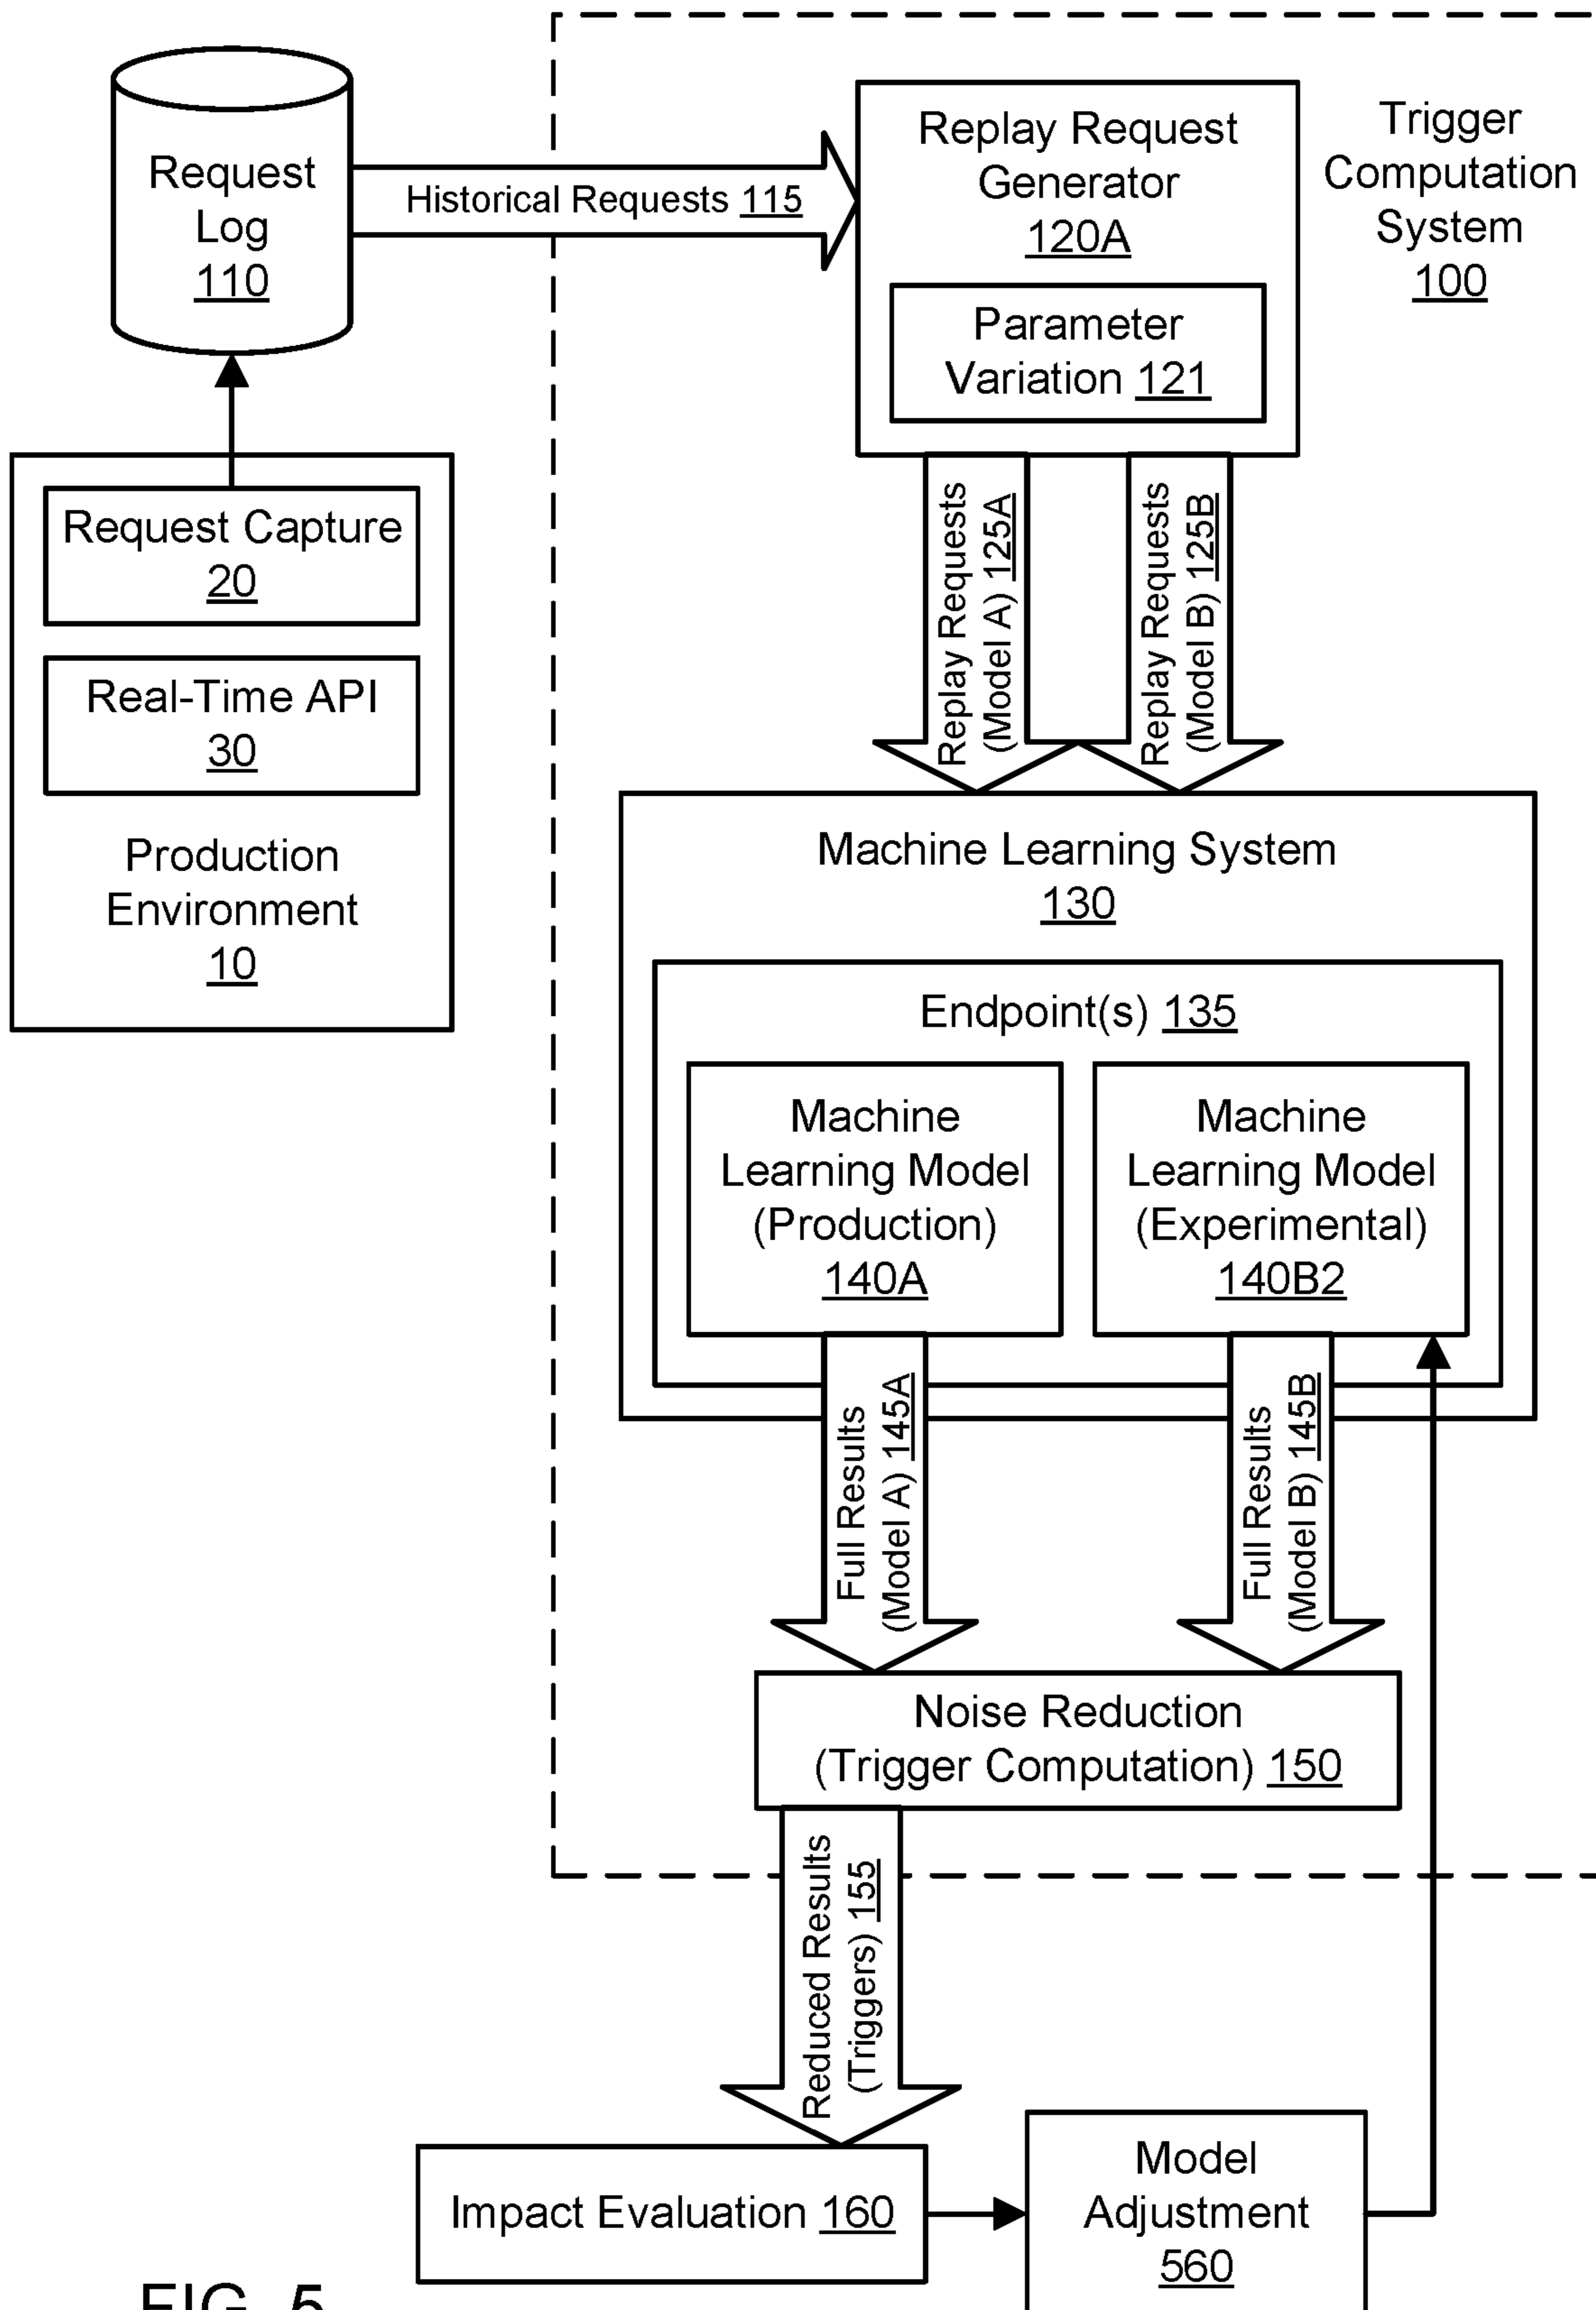 Request
Log
110
Historical Requests 115
Replay Request
Generator
120A
Parameter
Variation 121
Trigger
Computation
System
100
Request Capture
20
Real-Time API
30
Production
Environment
10
Replay Requests
(Model A) 125A
Replay Requests
(Model B) 125B
Machine Learning System
130
Endpoint(s) 135
Machine
Learning Model
(Production)
140A
Machine
Learning Model
(Experimental)
140B2
Full Results
(Model A) 145A
Full Results
(Model B) 145B
Noise Reduction
(Trigger Computation) 150
Reduced Results
(Triggers) 155
Impact Evaluation 160
Model
Adjustment
560
FIG. 5